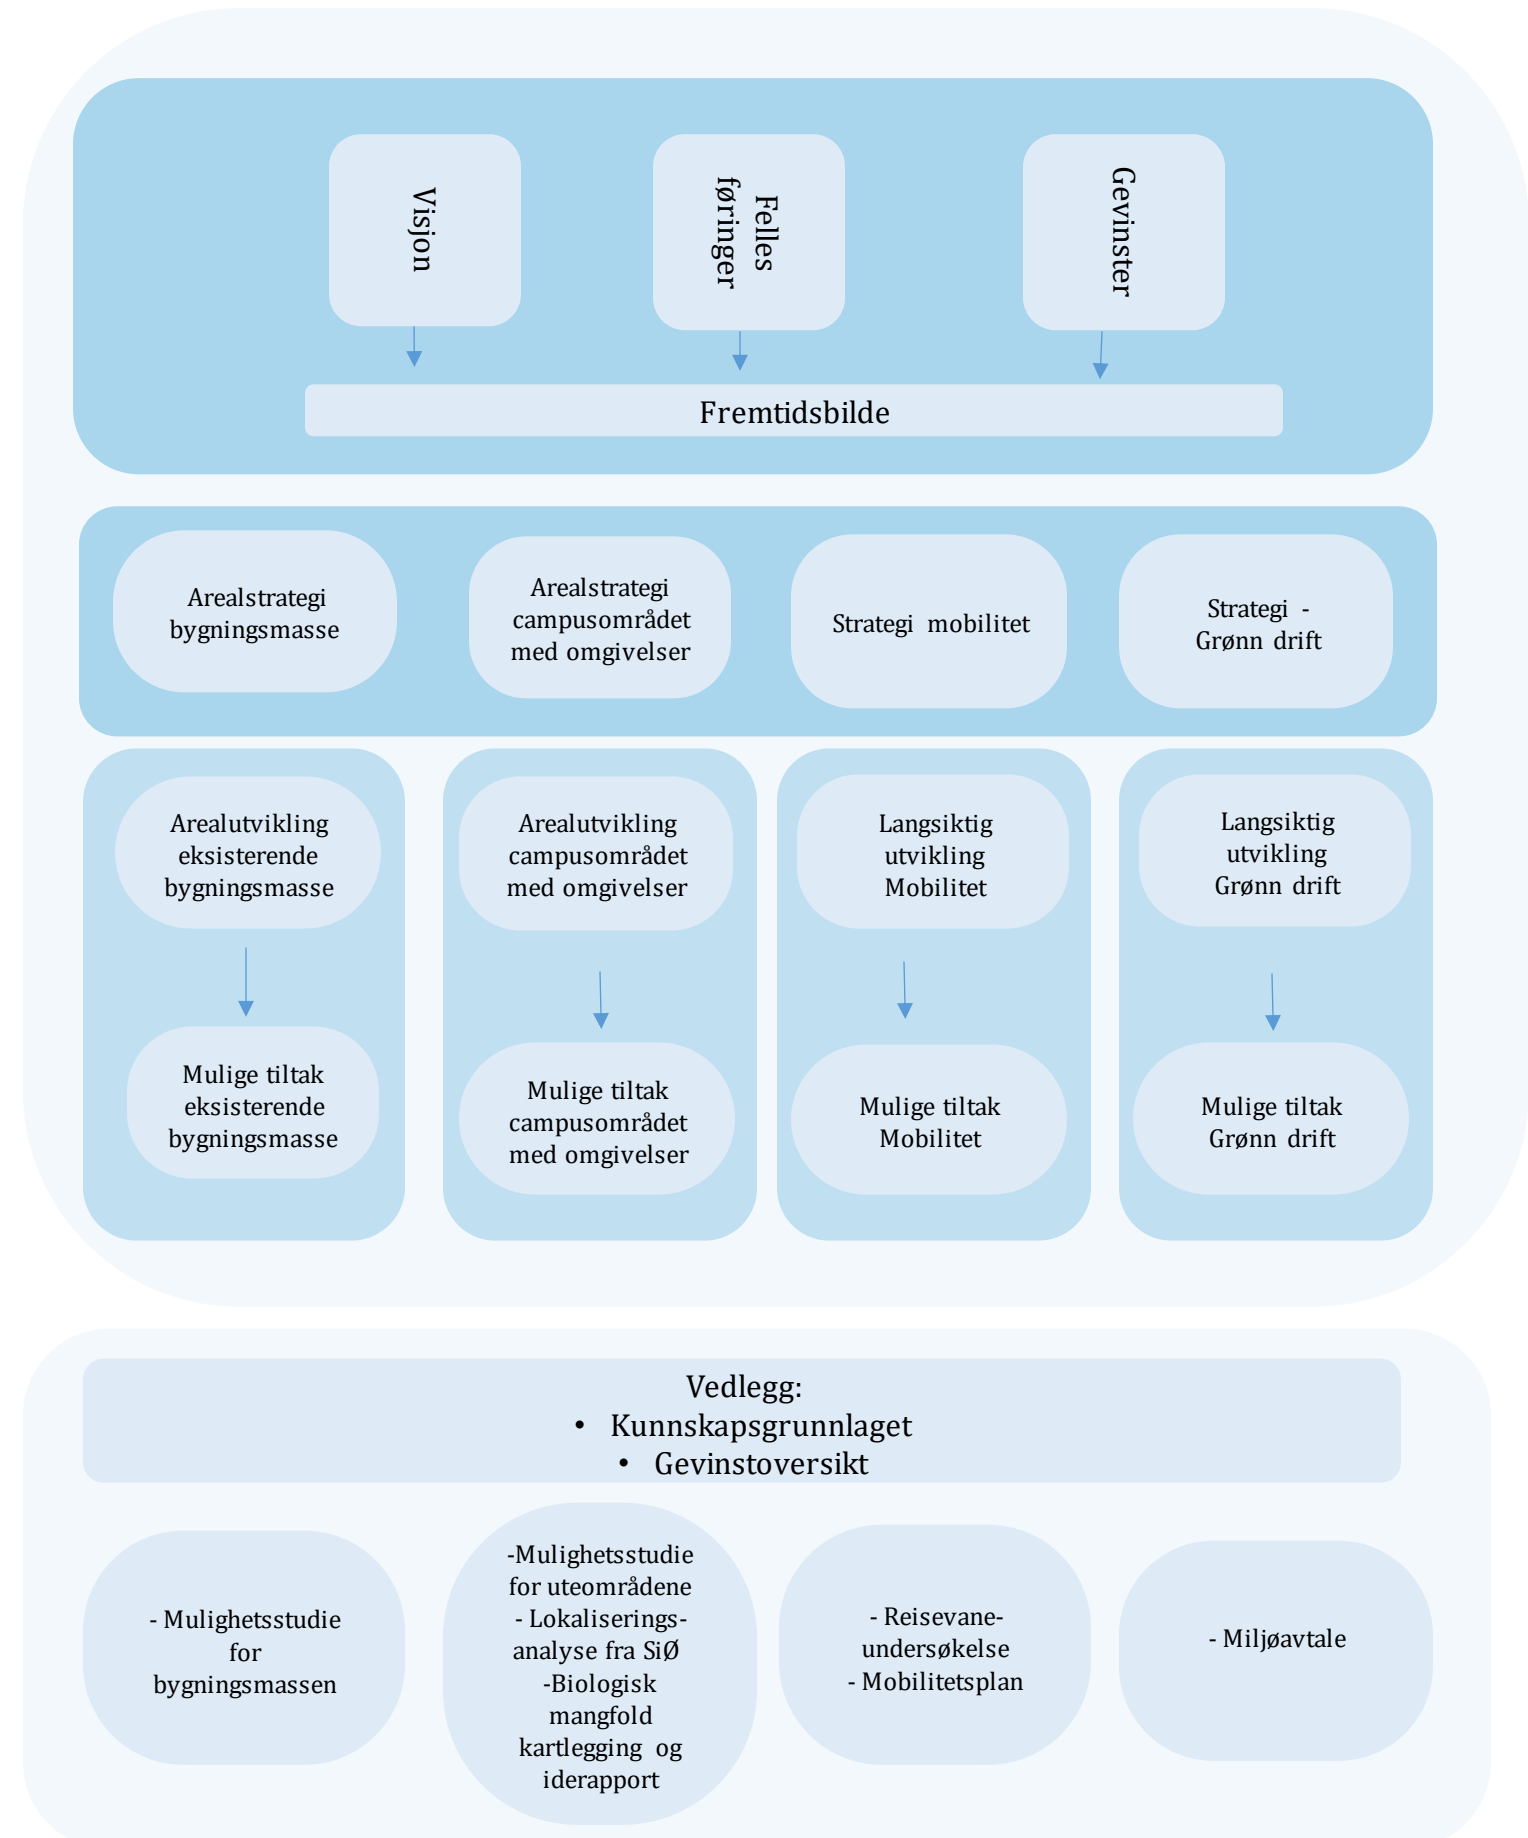 Visjon
Felles
føringer
Gevinster
Fremtidsbilde
Arealstrategi
bygningsmasse
Arealstrategi
campusområdet
med omgivelser
Strategi mobilitet
Strategi -
Grønn drift
Arealutvikling
eksisterende
bygningsmasse
Arealutvikling
campusområdet
med omgivelser
Langsiktig
utvikling
Mobilitet
Langsiktig
utvikling
Grønn drift
Mulige tiltak
eksisterende
bygningsmasse
Mulige tiltak
campusområdet
med omgivelser
Mulige tiltak
Mobilitet
Mulige tiltak
Grønn drift
Vedlegg:
• Kunnskapsgrunnlaget
• Gevinstoversikt
- Mulighetsstudie
for
bygningsmassen
-Mulighetsstudie
for uteområdene
- Lokaliserings-
analyse fra SiØ
-Biologisk
mangfold
kartlegging og
iderapport
- Reisevane-
undersøkelse
- Mobilitetsplan
- Miljøavtale